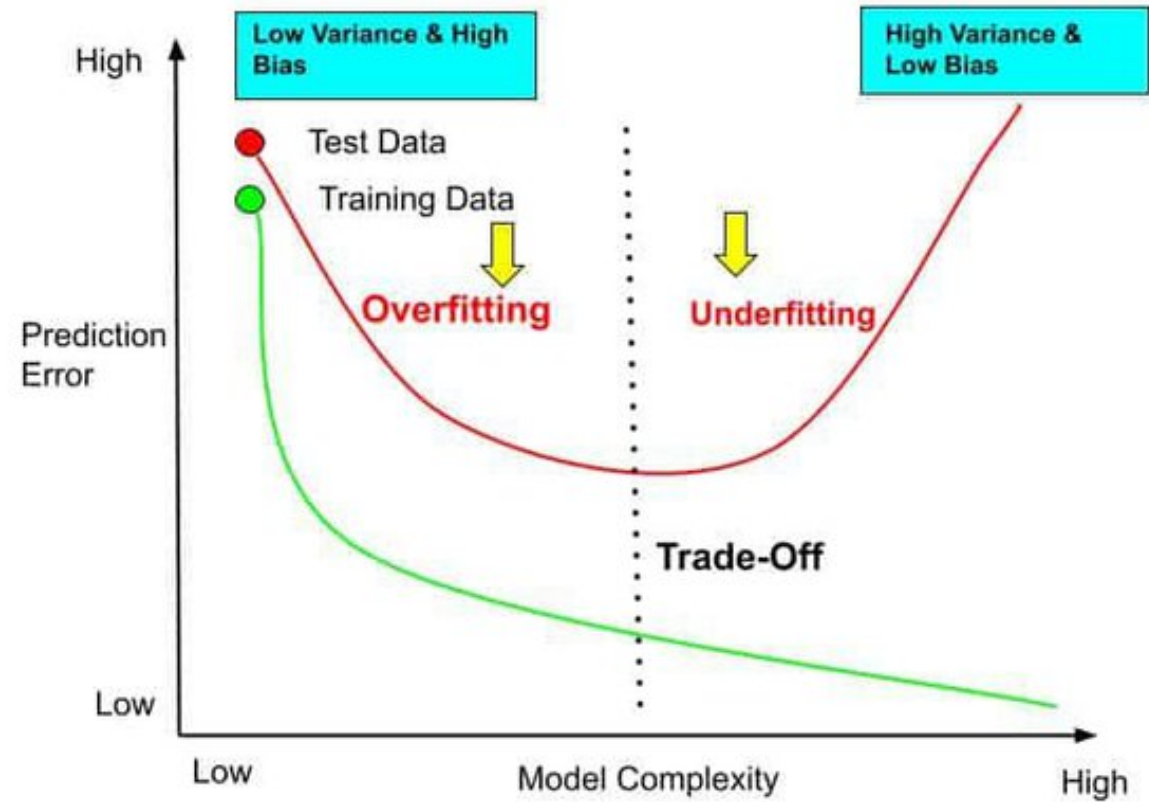 Low Variance & High
Bias
High Variance &
Low Bias
High
Test Data
Training Data
Overfitting
Underfitting
Prediction
Error
Trade-Off
Low
Low
Model Complexity
High